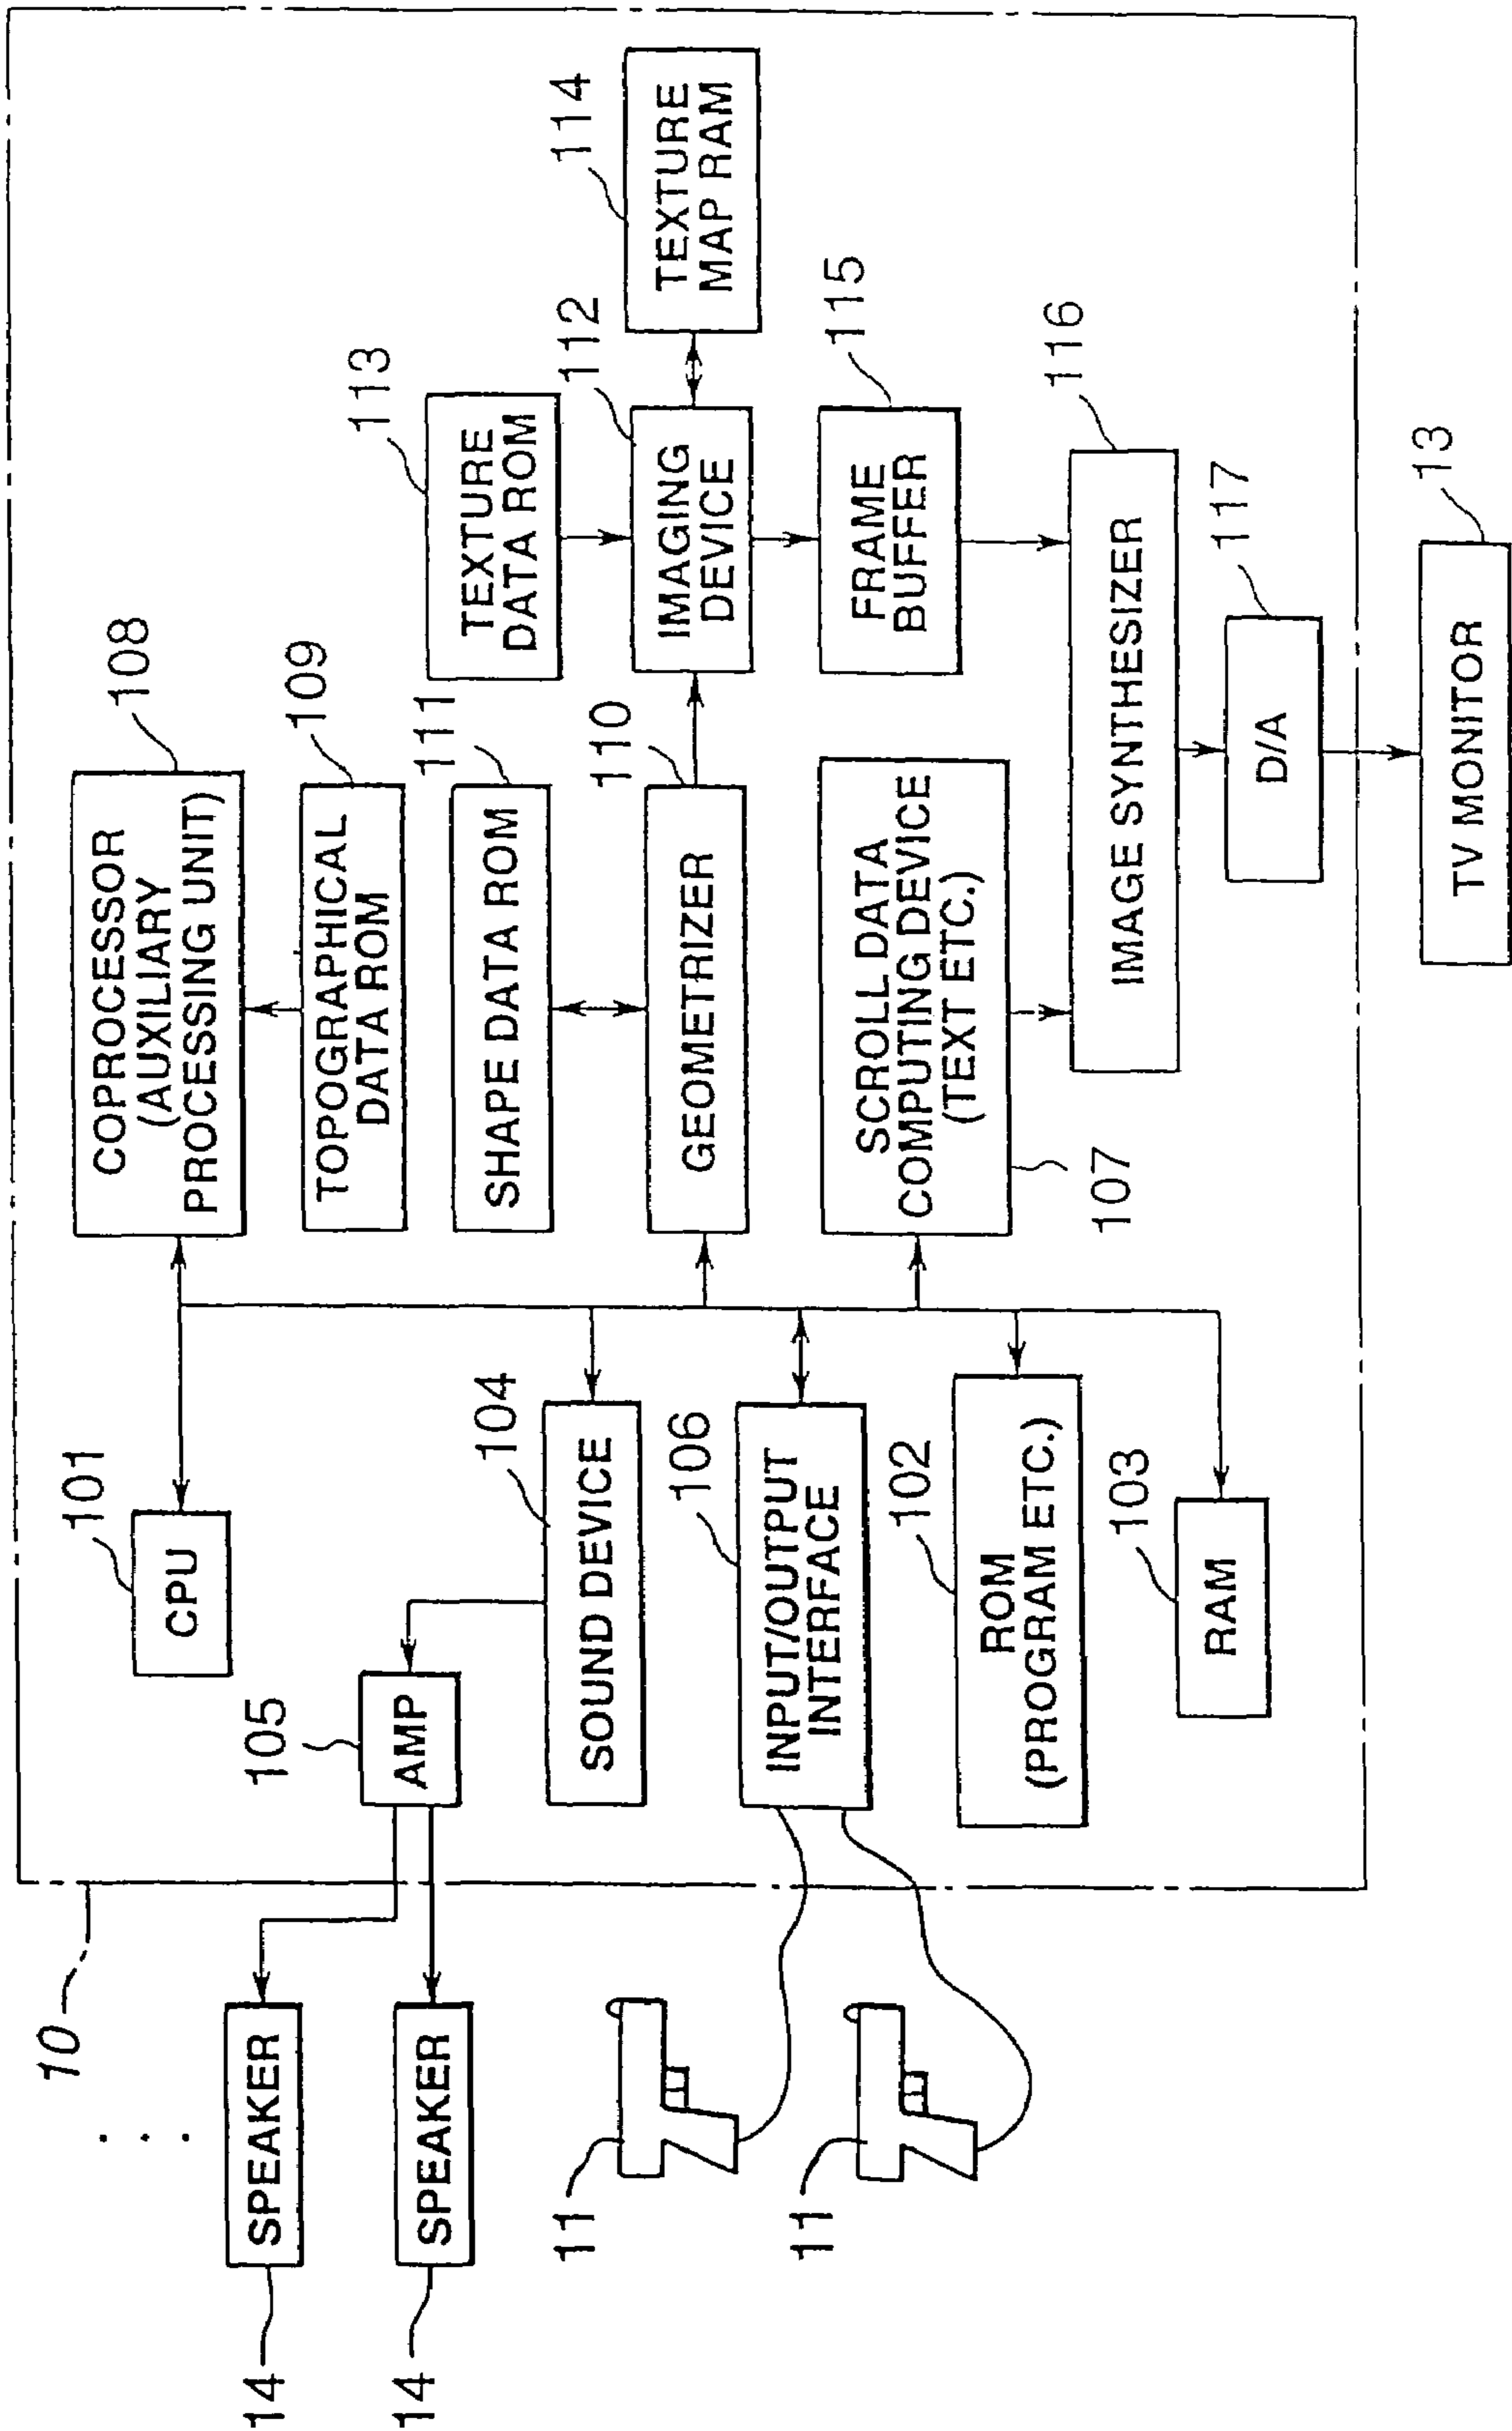 10
101
CPU
105
AMP
SPEAKER
14
SPEAKER
14
104
SOUND DEVICE
106
INPUT/OUTPUT
INTERFACE
11
11
102
ROM
(PROGRAM ETC.)
103
RAM
108
COPROCESSOR
(AUXILIARY
PROCESSING UNIT)
109
TOPOGRAPHICAL
DATA ROM
111
SHAPE DATA ROM
110
GEOMETRIZER
SCROLL DATA
COMPUTING DEVICE
(TEXT ETC.)
107
113
TEXTURE
DATA ROM
112
IMAGING
DEVICE
114
TEXTURE
MAP RAM
115
FRAME
BUFFER
116
IMAGE SYNTHESIZER
117
D/A
13
TV MONITOR